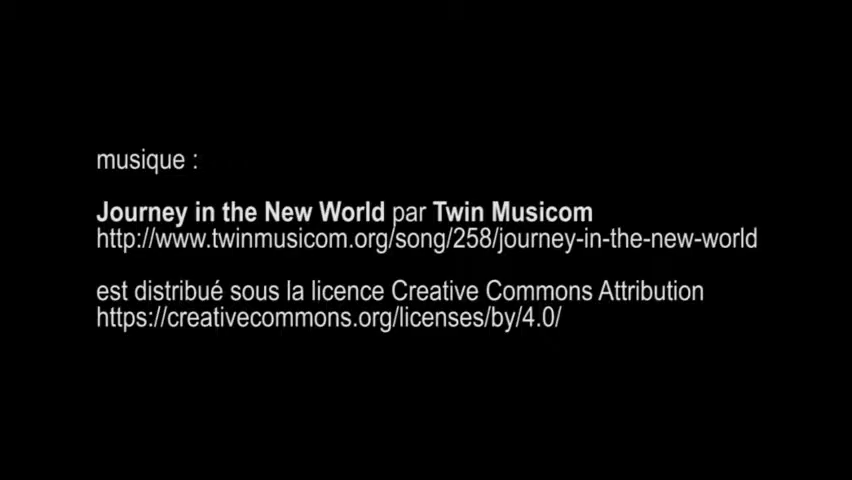 musique :
Journey in the New World par Twin Musicom
http://www.twinmusicom.org/song/258/journey-in-the-new-world
est distribué sous la licence Creative Commons Attribution
https://creativecommons.org/licenses/by/4.0/